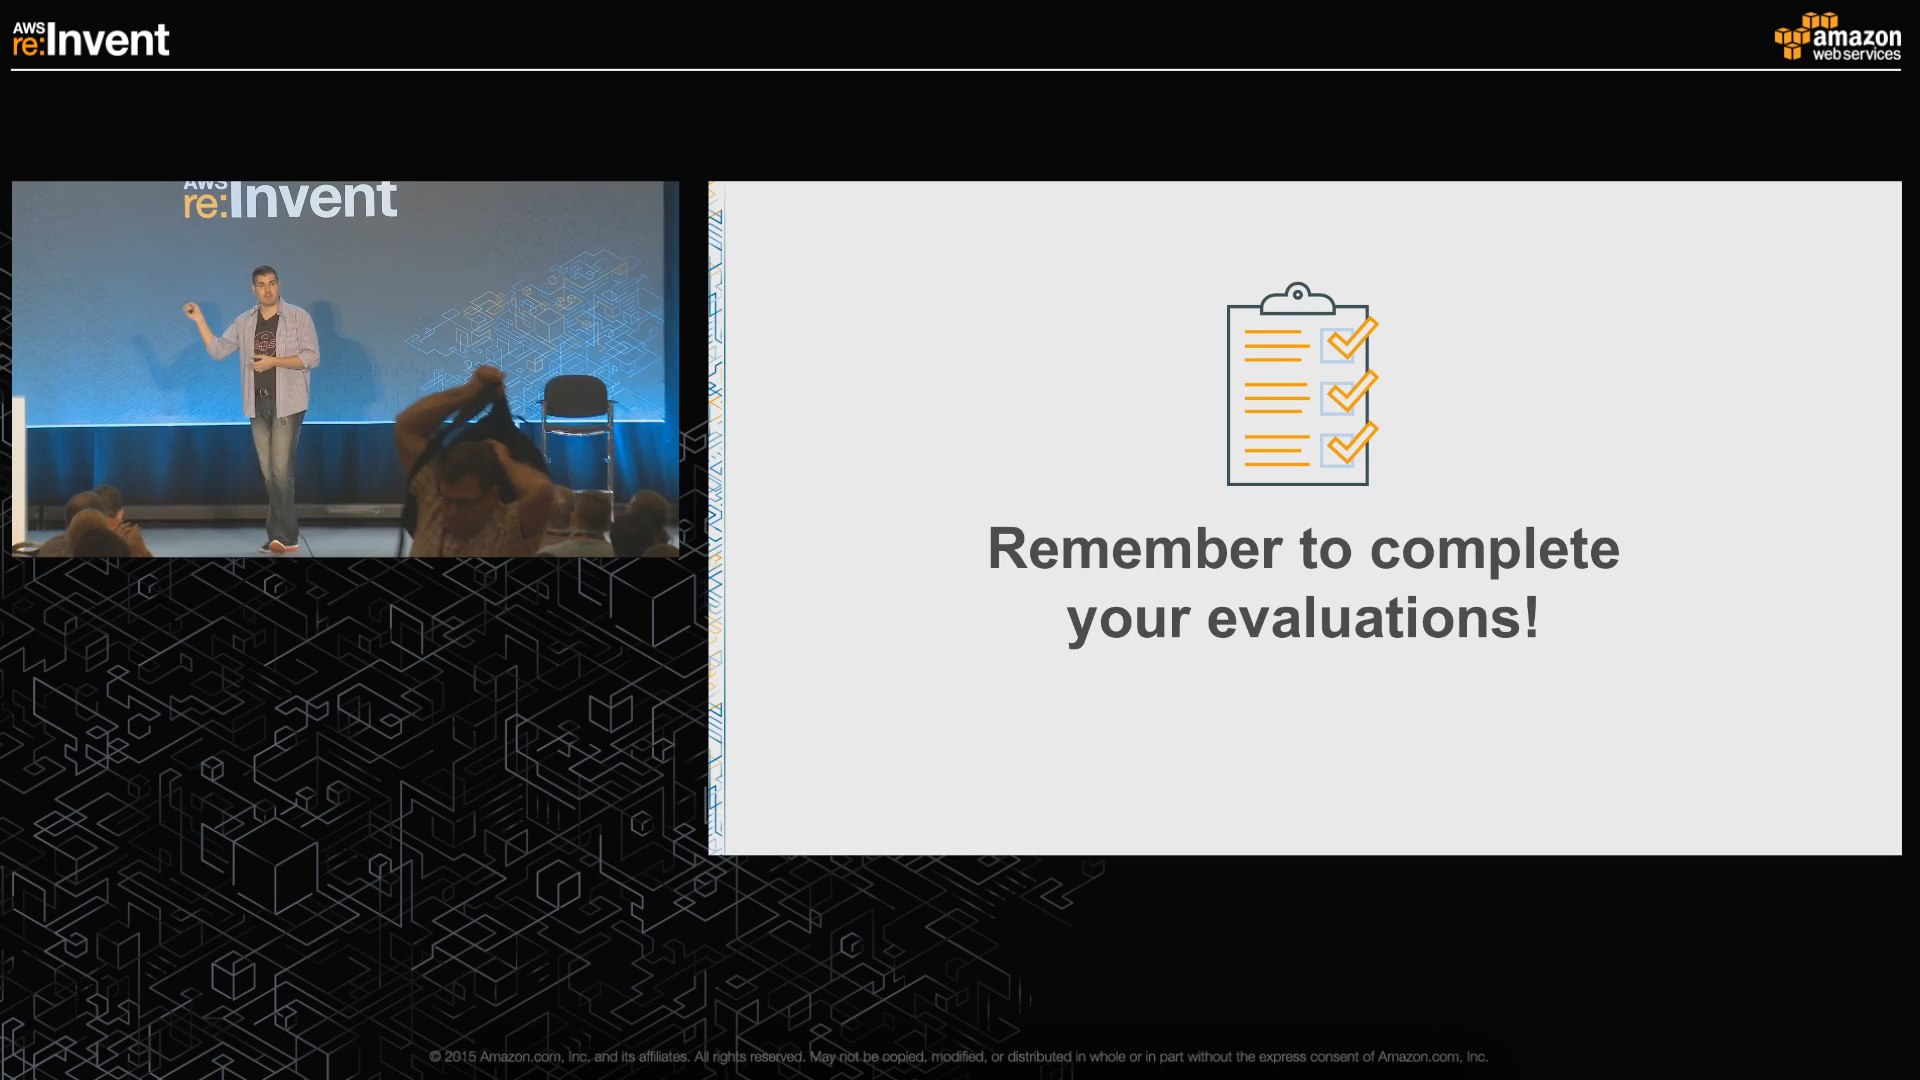 AWS
re:Invent
amazon
webservices
AWS
re:Invent
Remember to complete
your evaluations!
© 2015 Amazon.com, Inc. and its affiliates. All rights reserved. May not be copied, modified, or distributed in whole or in part without the express consent of Amazon.com, Inc.